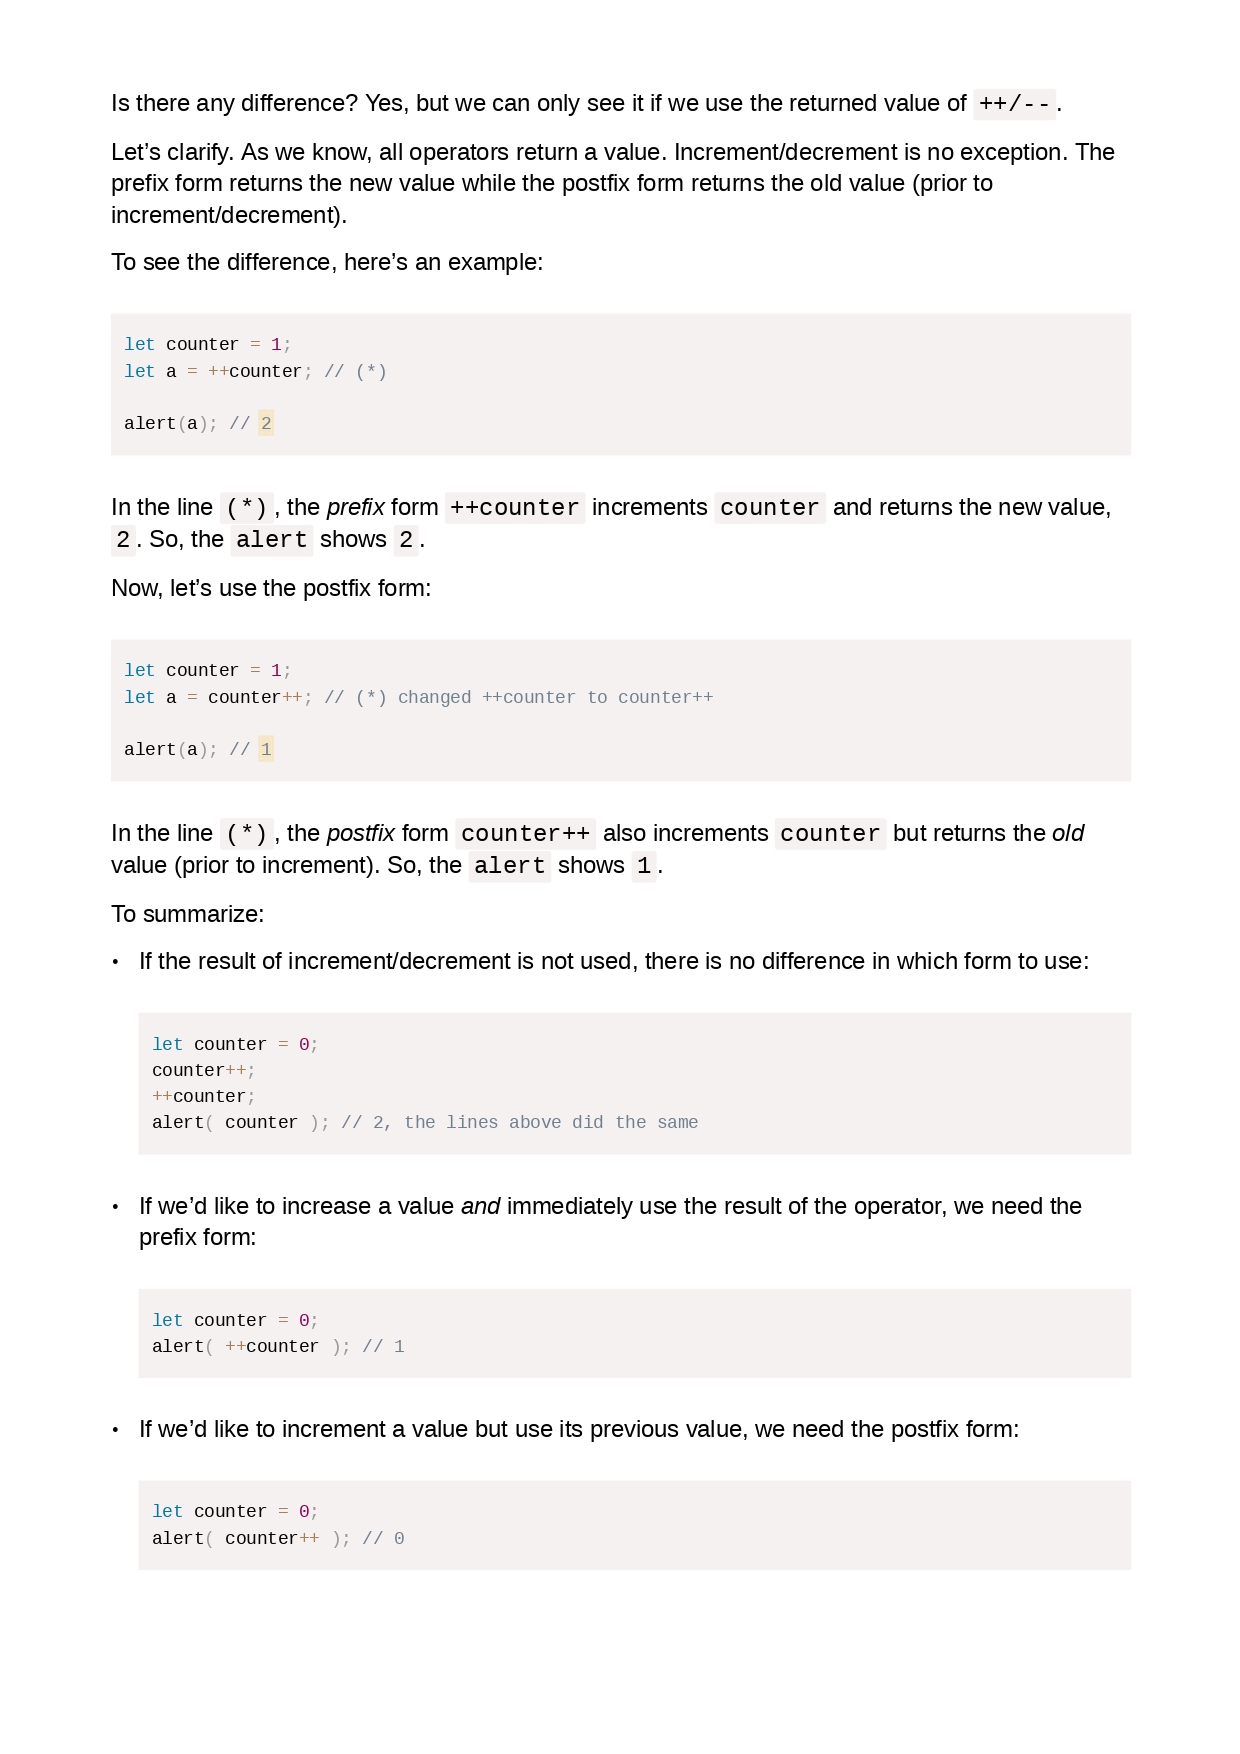 Is there any difference? Yes, but we can only see it if we use the returned value of ++/-- .
Let’s clarify. As we know, all operators return a value. Increment/decrement is no exception. The
prefix form returns the new value while the postfix form returns the old value (prior to
increment/decrement).
To see the difference, here’s an example:
let counter = 1;
let a = ++counter; // (*)
alert(a); // 2
In the line (*) , the prefix form ++counter increments counter and returns the new value,
2 . So, the alert shows 2 .
Now, let’s use the postfix form:
let counter = 1;
let a = counter++; // (*) changed ++counter to counter++
alert(a); // 1
In the line (*) , the postfix form counter++ also increments counter but returns the old
value (prior to increment). So, the alert shows 1 .
To summarize:
• If the result of increment/decrement is not used, there is no difference in which form to use:
let counter = 0;
counter++;
++counter;
alert( counter ); // 2, the lines above did the same
• If we’d like to increase a value and immediately use the result of the operator, we need the
prefix form:
let counter = 0;
alert( ++counter ); // 1
• If we’d like to increment a value but use its previous value, we need the postfix form:
let counter = 0;
alert( counter++ ); // 0